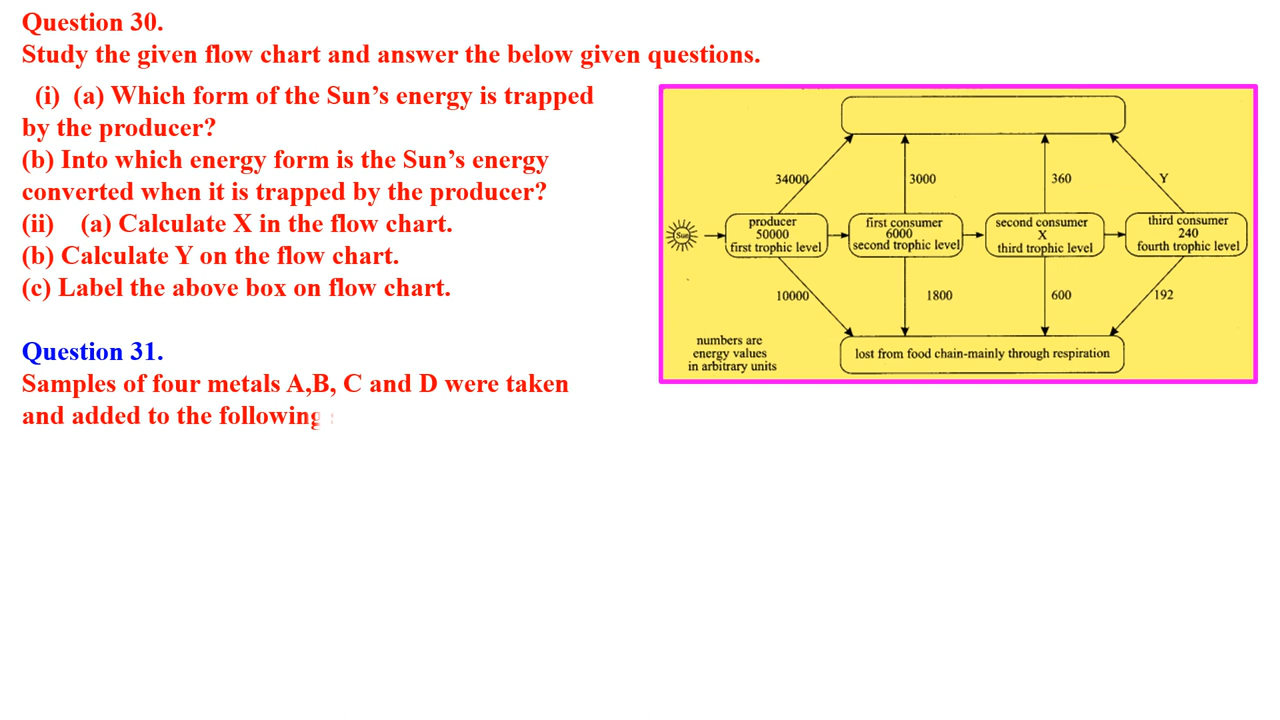 Question 30.
Study the given flow chart and answer the below given questions.
(i) (a) Which form of the Sun's energy is trapped
by the producer?
(b) Into which energy form is the Sun's energy
converted when it is trapped by the producer?
(ii) (a) Calculate X in the flow chart.
(b) Calculate Y on the flow chart.
(c) Label the above box on flow chart.
Question 31.
Samples of four metals A,B, C and D were taken
and added to the following
34000
3000
360
Y
Sun
producer
50000
first trophic level
first consumer
6000
second trophic level
second consumer
X
third trophic level
third consumer
240
fourth trophic level
10000
1800
600
192
numbers are
energy values
in arbitrary units
lost from food chain-mainly through respiration